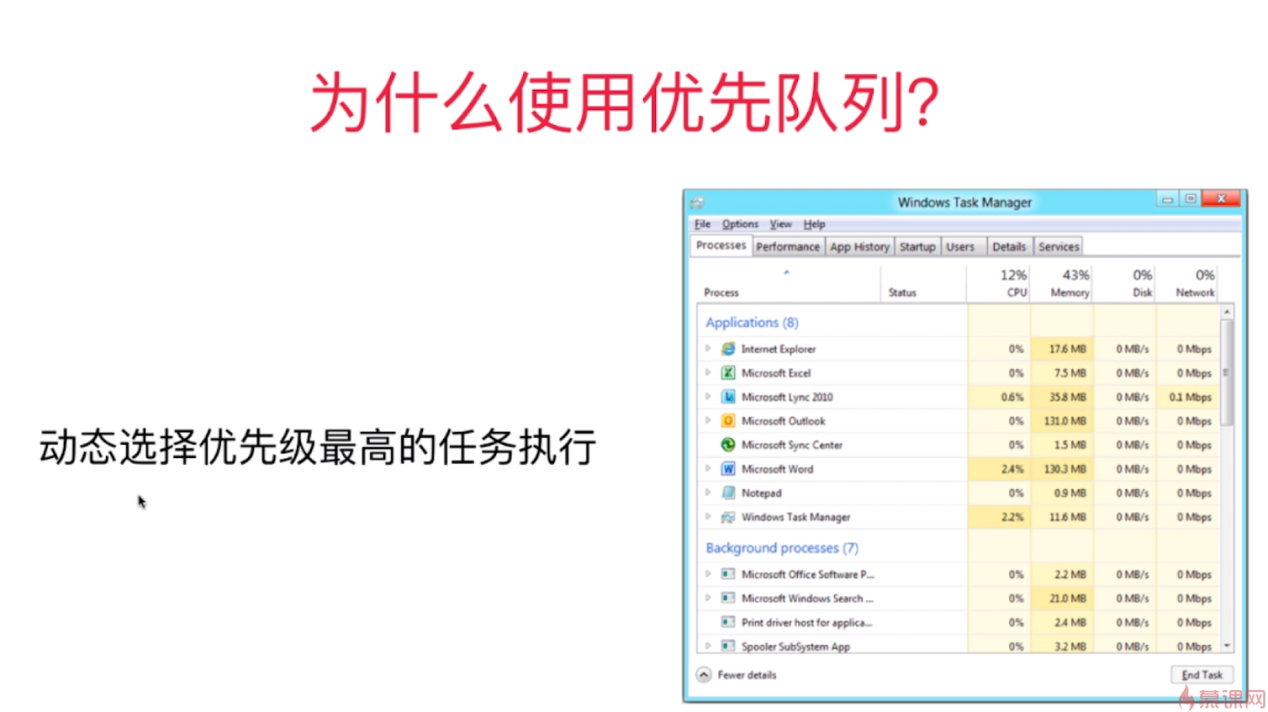 为什么使用优先队列?
动态选择优先级最高的任务执行
Windows Task Manager
File Options View Help
Processes Performance App History Startup Users Details Services
12% 43% 0% 0%
Process Status CPU Memory Disk Network
Applications (8)
Internet Explorer 0% 17.6 MB 0 MB/s 0 Mbps
Microsoft Excel 0% 7.5 MB 0 MB/s 0 Mbps
Microsoft Lync 2010 0.6% 35.8 MB 0 MB/s 0.1 Mbps
Microsoft Outlook 0% 131.0 MB 0 MB/s 0 Mbps
Microsoft Sync Center 0% 1.5 MB 0 MB/s 0 Mbps
Microsoft Word 2.4% 130.3 MB 0 MB/s 0 Mbps
Notepad 0% 0.9 MB 0 MB/s 0 Mbps
Windows Task Manager 2.2% 11.6 MB 0 MB/s 0 Mbps
Background processes (7)
Microsoft Office Software P... 0% 2.2 MB 0 MB/s 0 Mbps
Microsoft Windows Search ... 0% 21.0 MB 0 MB/s 0 Mbps
Print driver host for applica... 0% 2.4 MB 0 MB/s 0 Mbps
Spooler SubSystem App 0% 3.2 MB 0 MB/s 0 Mbps
Fewer details End Task
慕课网